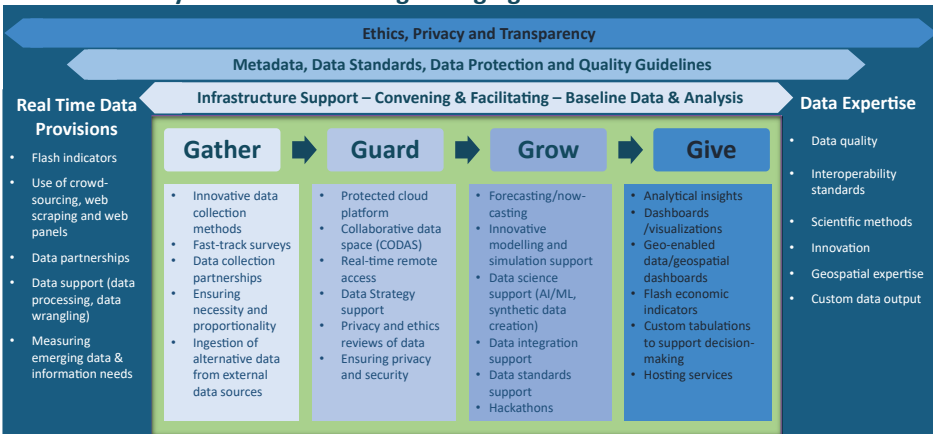 Ethics, Privacy and Transparency
Metadata, Data Standards, Data Protection and Quality Guidelines
Infrastructure Support – Convening & Facilitating – Baseline Data & Analysis
Real Time Data
Provisions
• Flash indicators
• Use of crowd-
sourcing, web
scraping and web
panels
• Data partnerships
• Data support (data
processing, data
wrangling)
• Measuring
emerging data &
information needs
Gather
• Innovative data
collection
methods
• Fast-track surveys
• Data collection
partnerships
• Ensuring
necessity and
proportionality
• Ingestion of
alternative data
from external
data sources
Guard
• Protected cloud
platform
• Collaborative data
space (CODAS)
• Real-time remote
access
• Data Strategy
support
• Privacy and ethics
reviews of data
• Ensuring privacy
and security
Grow
• Forecasting/now-
casting
• Innovative
modelling and
simulation support
• Data science
support (AI/ML,
synthetic data
creation)
• Data integration
support
• Data standards
support
• Hackathons
Give
• Analytical insights
• Dashboards
/visualizations
• Geo-enabled
data/geospatial
dashboards
• Flash economic
indicators
• Custom tabulations
to support decision-
making
• Hosting services
Data Expertise
• Data quality
• Interoperability
standards
• Scientific methods
• Innovation
• Geospatial expertise
• Custom data output